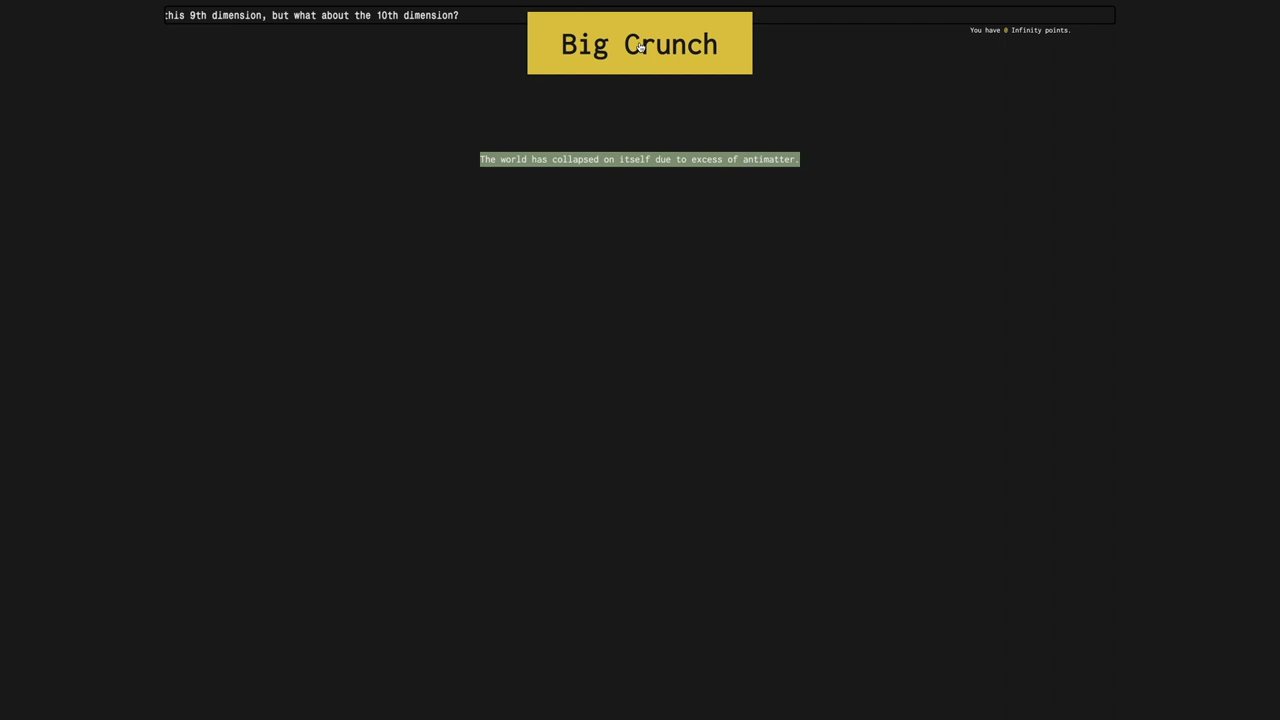 his 9th dimension, but what about the 10th dimension?
Big Crunch
You have 0 Infinity points.
The world has collapsed on itself due to excess of antimatter.